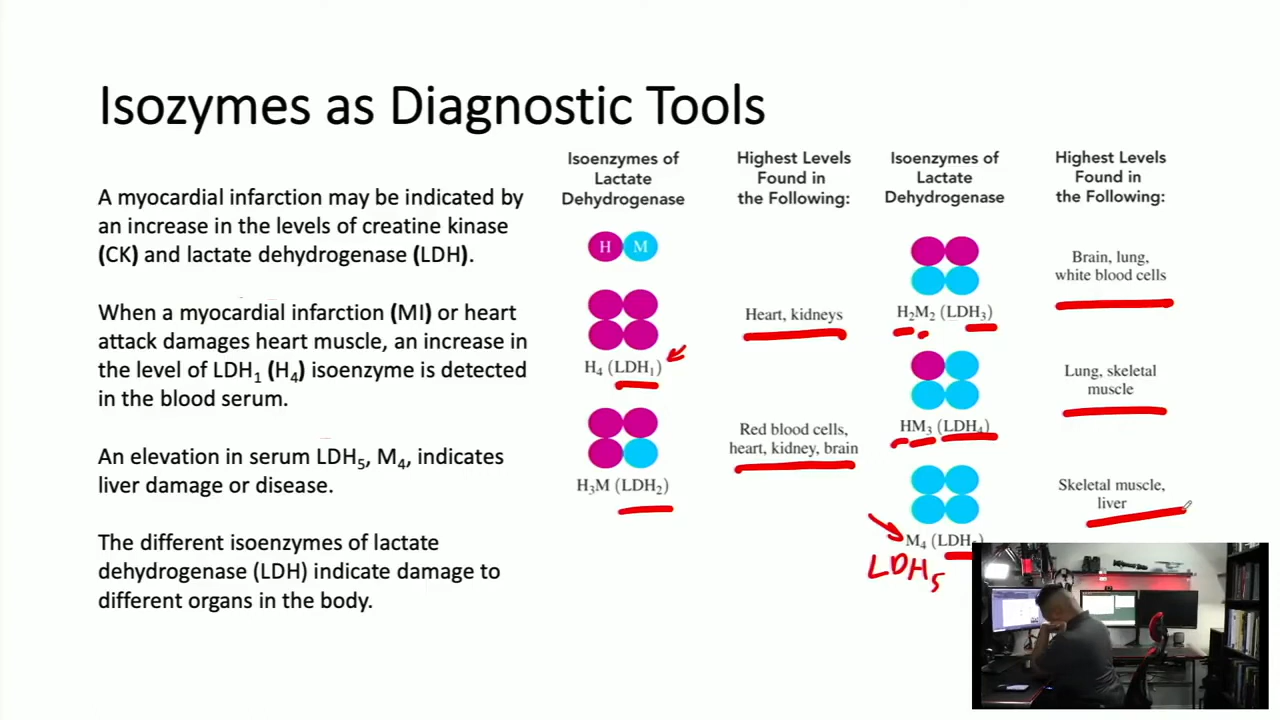 Isozymes as Diagnostic Tools
A myocardial infarction may be indicated by
an increase in the levels of creatine kinase
(CK) and lactate dehydrogenase (LDH).
When a myocardial infarction (MI) or heart
attack damages heart muscle, an increase in
the level of LDH₁ (H₄) isoenzyme is detected
in the blood serum.
An elevation in serum LDH₅, M₄, indicates
liver damage or disease.
The different isoenzymes of lactate
dehydrogenase (LDH) indicate damage to
different organs in the body.
Isoenzymes of
Lactate
Dehydrogenase
Highest Levels
Found in
the Following:
H M
H₄ (LDH₁)
Heart, kidneys
H₃M (LDH₂)
Red blood cells,
heart, kidney, brain
Isoenzymes of
Lactate
Dehydrogenase
Highest Levels
Found in
the Following:
H₂M₂ (LDH₃)
Brain, lung,
white blood cells
HM₃ (LDH₄)
Lung, skeletal
muscle
M₄ (LDH
Skeletal muscle,
liver
LDH₅